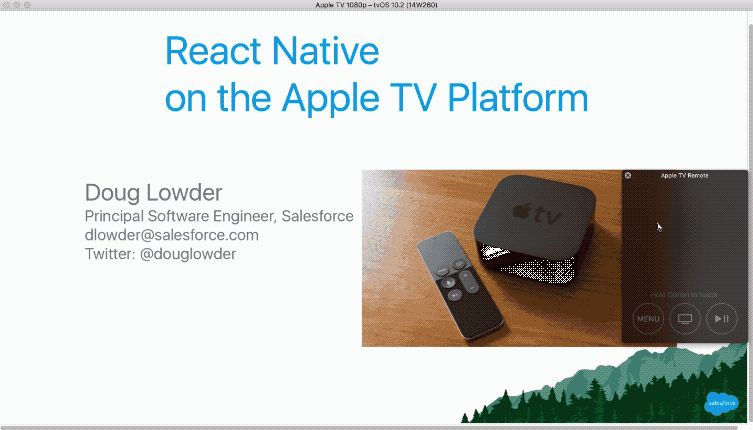 Apple TV 1080p – tvOS 10.2 (14W260)
React Native
on the Apple TV Platform
Doug Lowder
Principal Software Engineer, Salesforce
dlowder@salesforce.com
Twitter: @douglowder
tv
Apple TV Remote
Hold Option to touch
MENU
salesforce